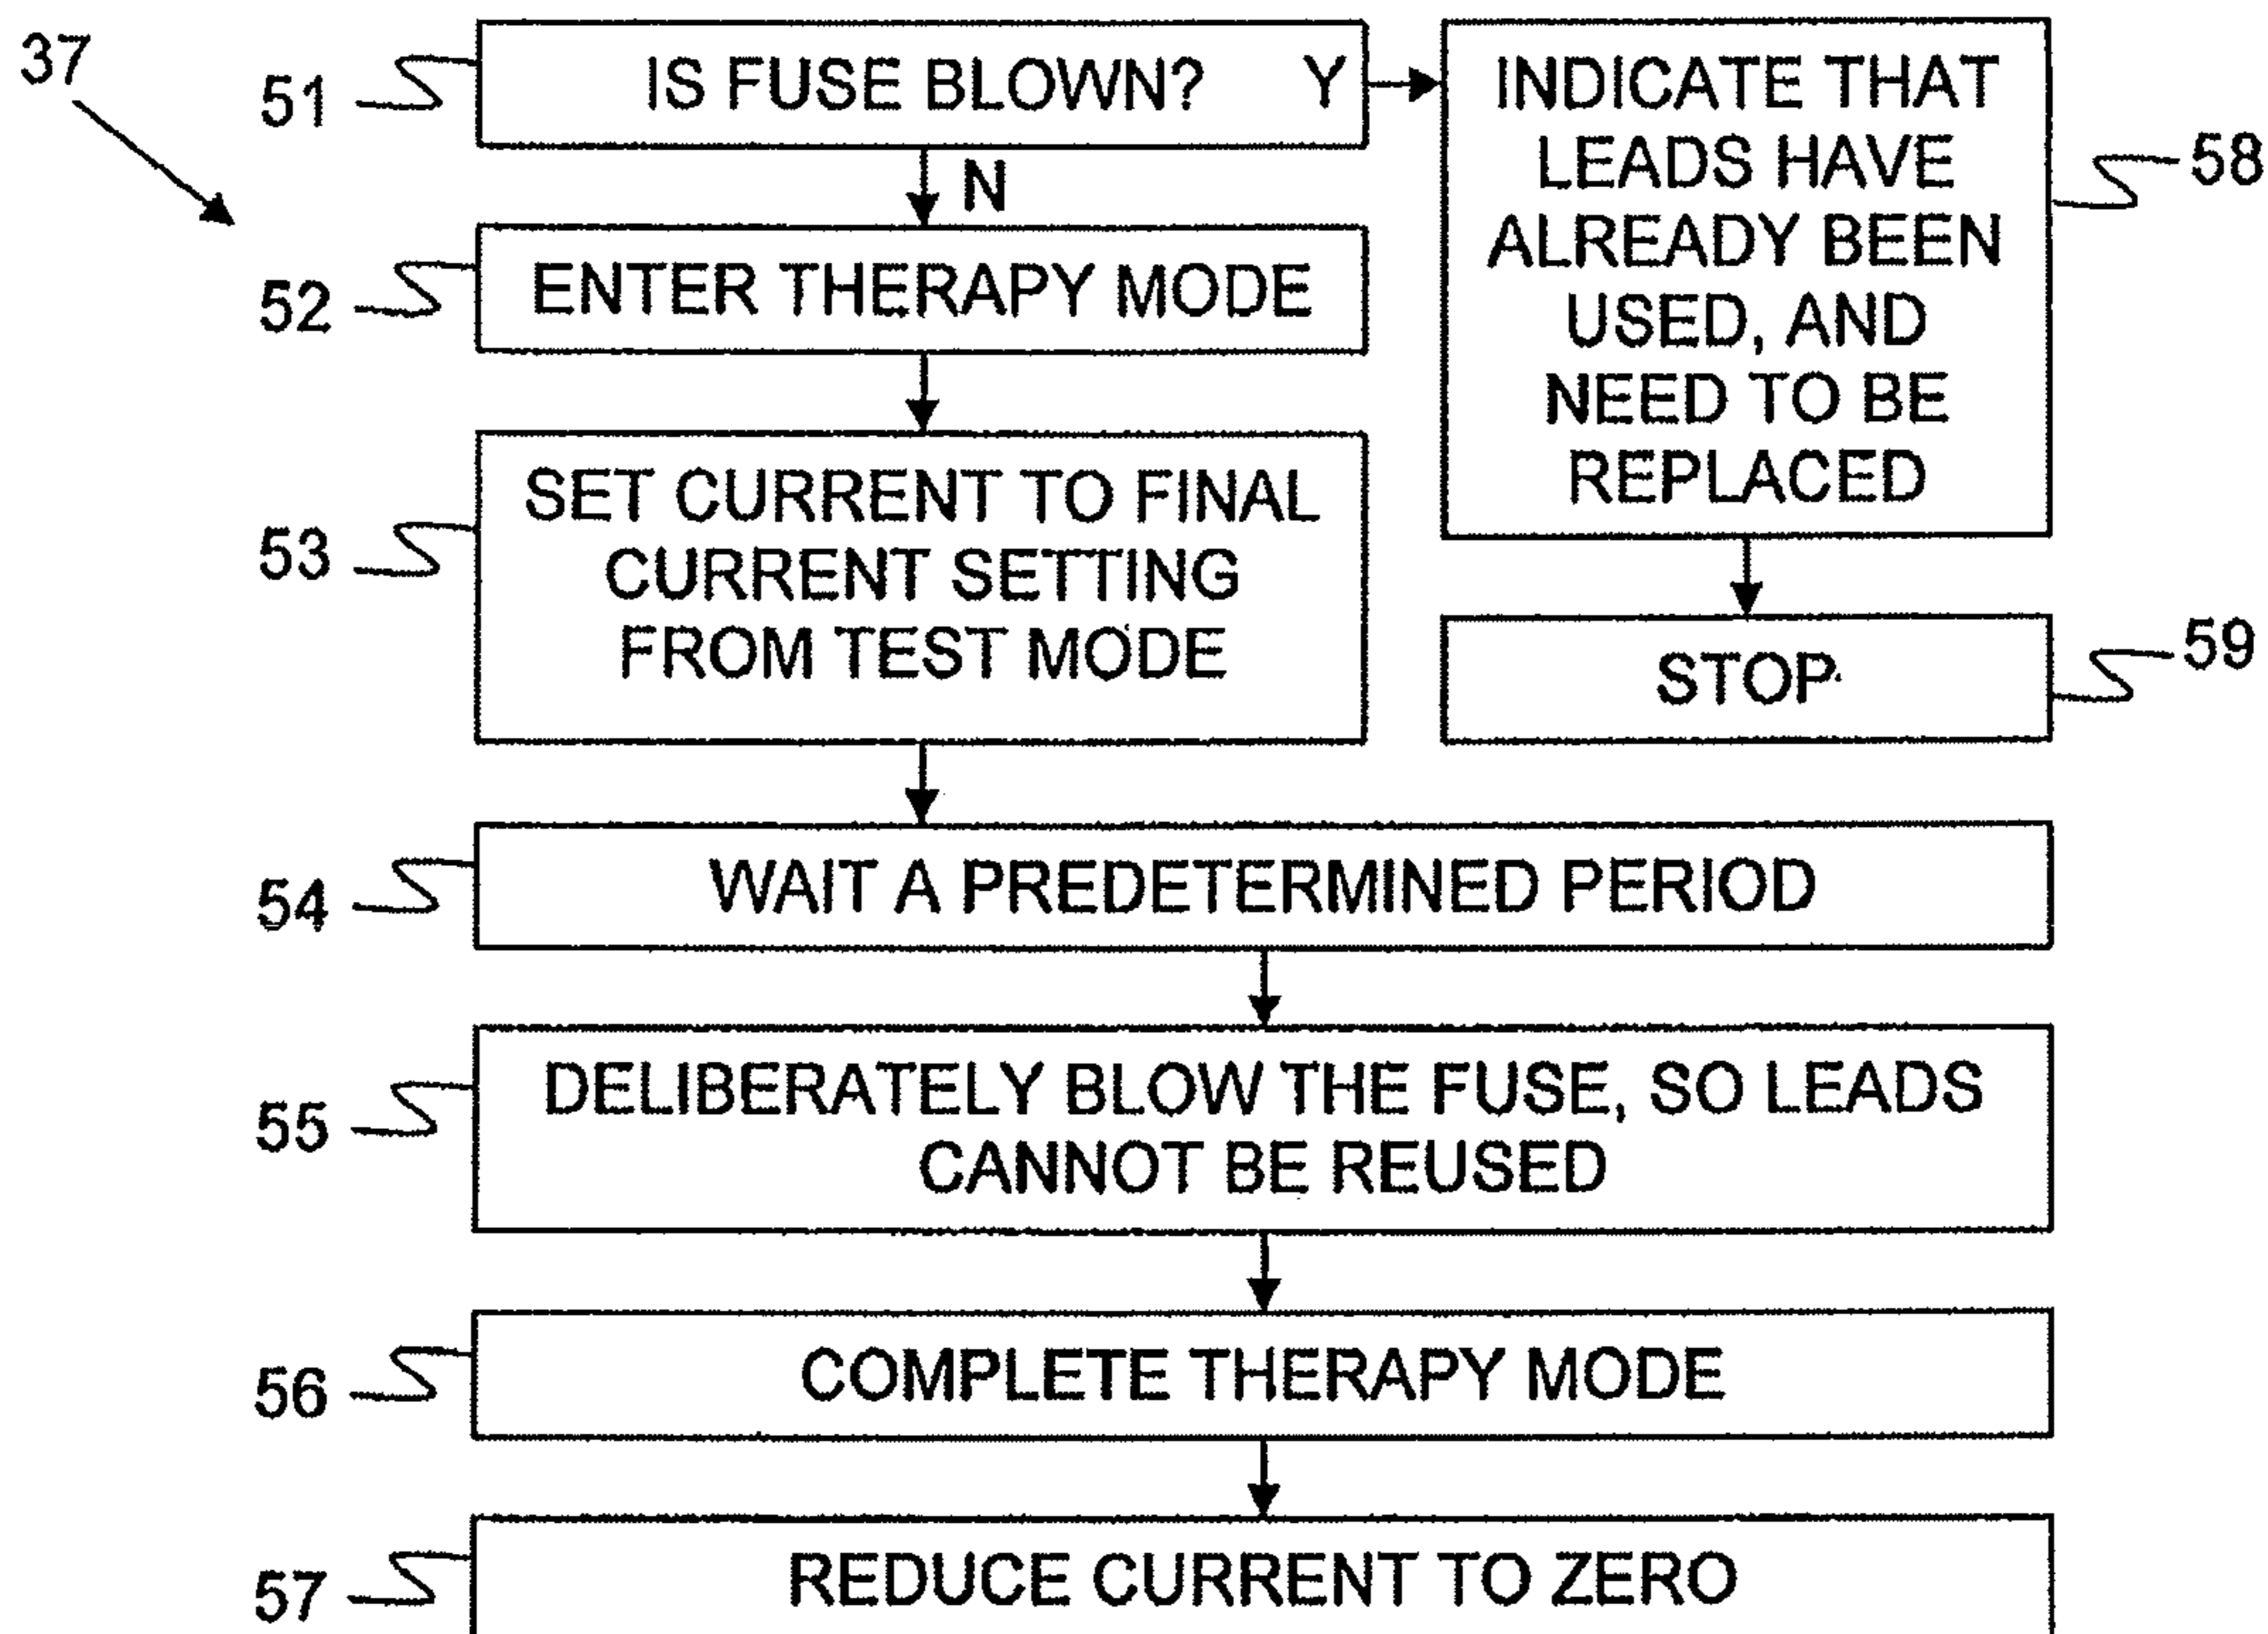 37
51
IS FUSE BLOWN? Y
N
INDICATE THAT
LEADS HAVE
ALREADY BEEN
USED, AND
NEED TO BE
REPLACED
58
52
ENTER THERAPY MODE
53
SET CURRENT TO FINAL
CURRENT SETTING
FROM TEST MODE
STOP
59
54
WAIT A PREDETERMINED PERIOD
55
DELIBERATELY BLOW THE FUSE, SO LEADS
CANNOT BE REUSED
56
COMPLETE THERAPY MODE
57
REDUCE CURRENT TO ZERO